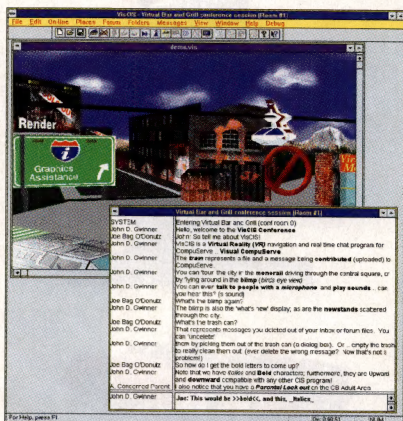 VisCIS - Virtual Bar and Grill conference session (Room #1)
File Edit On-line Places Forum Folders Messages View Window Help Debug
demo.vis
Render
Graphics
Assistance
Virtual Bar and Grill conference session (Room #1)
SYSTEM Entering Virtual Bar and Grill (conf room 0)
John D. Gwinner Hello, welcome to the VisCIS Conference
Joe Bag O'Donutz John: So tell me about VisCIS
John D. Gwinner VisCIS is a Virtual Reality (VR) navigation and real time chat program for
CompuServe - Visual CompuServe
John D. Gwinner The train represents a file and a message being contributed (uploaded) to
CompuServe
John D. Gwinner You can 'tour' the city in the monorail driving through the central square, or
by 'flying' around in the blimp (birds eye view)
John D. Gwinner You can even talk to people with a microphone and play sounds .. can
you hear this? (a sound)
Joe Bag O'Donutz What's the blimp again?
John D. Gwinner The blimp is also the 'what's new' display, as are the newstands scattered
through the city.
Joe Bag O'Donutz What's the trash can?
John D. Gwinner That represents messages you deleted out of your inbox or forum files. You
can 'undelete'
John D. Gwinner them by picking them out of the trash can (a dialog box). Or .. empty the trash
to really clean them out. (ever delete the wrong message? Now that's not a
problem!)
Joe Bag O'Donutz So how do I get the bold letters to come up?
John D. Gwinner Note that we have Italics and Bold characters; furthermore, they are Upward
and downward compatible with any other CIS program!
A. Concerned Parent I also notice that you have a Parental Lock out on the CB Adult Area
John D. Gwinner Joe: This would be >>bold<<, and this, _Italics_
For Help, press F1